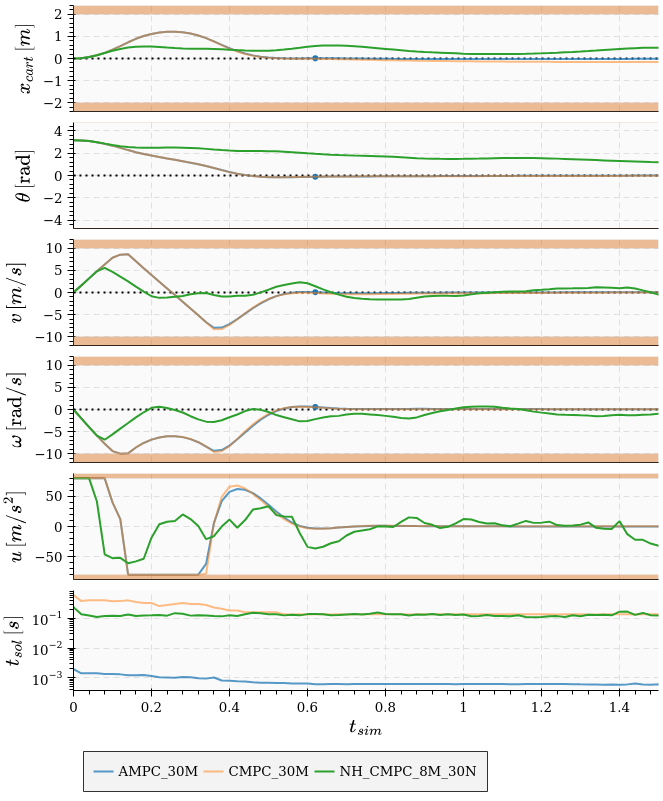 2
1
0
−1
−2
x_cart [m]
4
2
0
−2
−4
θ [rad]
10
5
0
−5
−10
v [m/s]
10
5
0
−5
−10
ω [rad/s]
50
0
−50
u [m/s²]
10⁻¹
10⁻²
10⁻³
t_sol [s]
0 0.2 0.4 0.6 0.8 1 1.2 1.4
t_sim
AMPC_30M CMPC_30M NH_CMPC_8M_30N